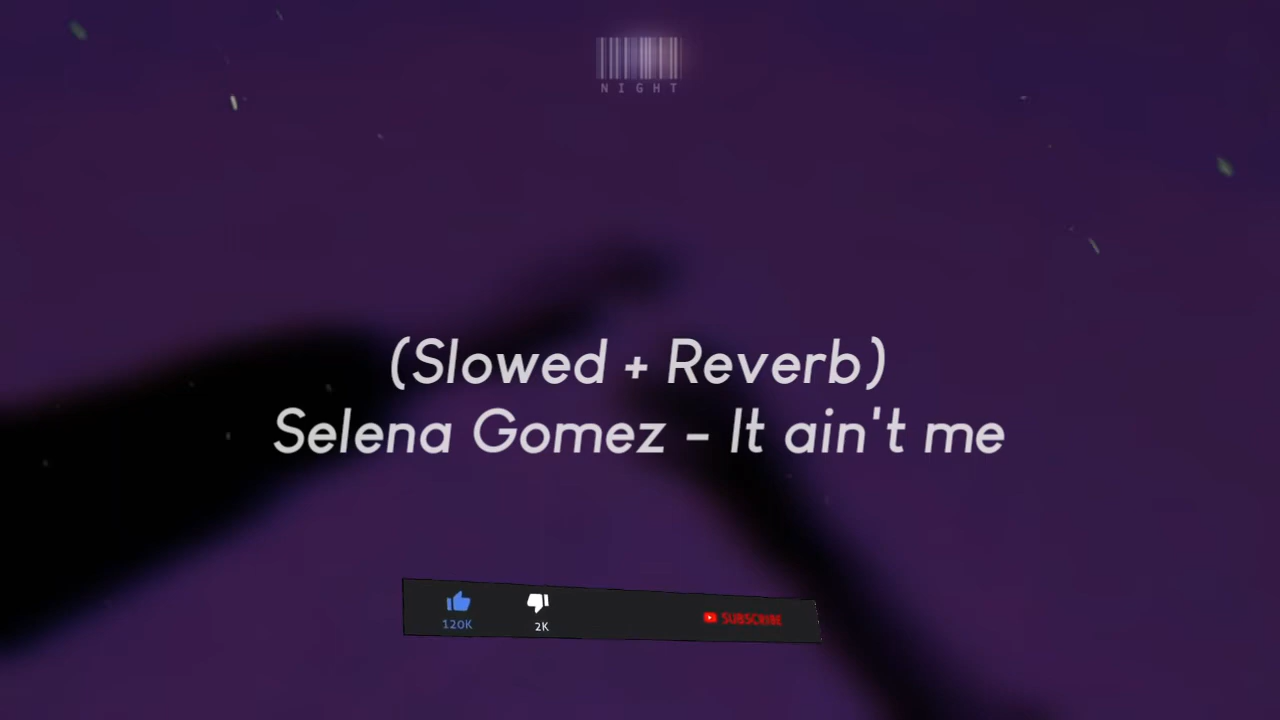 NIGHT
(Slowed + Reverb)
Selena Gomez - It ain't me
120K
2K
SUBSCRIBE